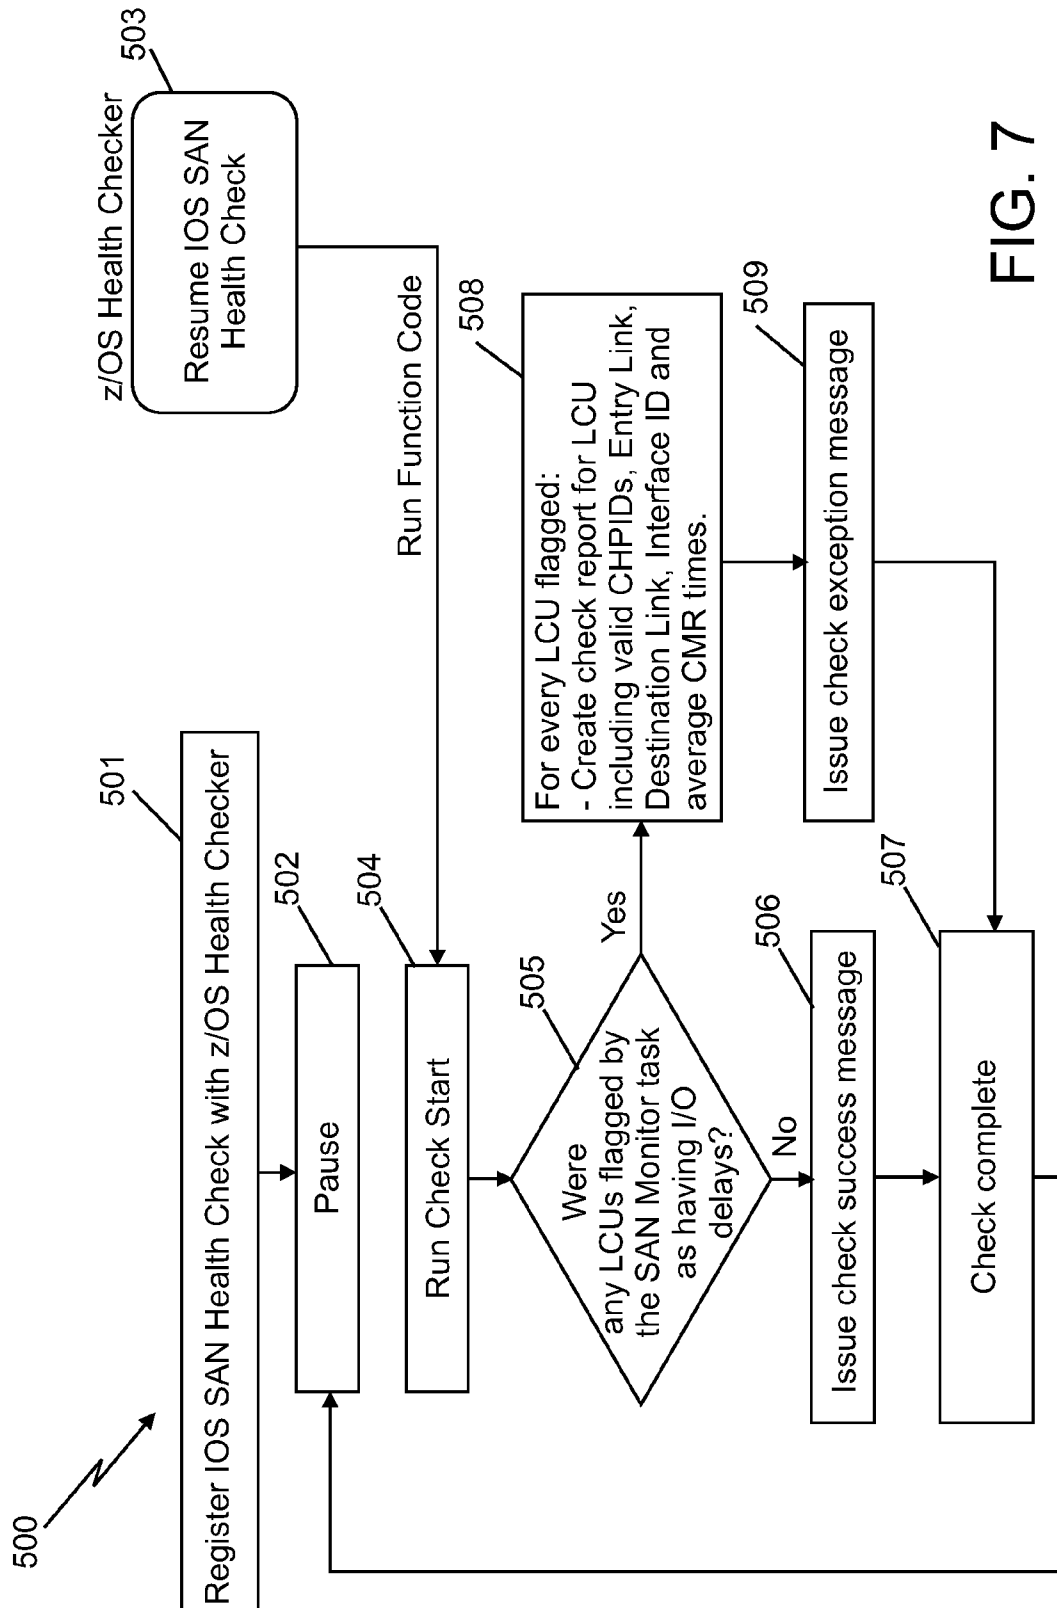 500
Register IOS SAN Health Check with z/OS Health Checker
501
z/OS Health Checker
503
Resume IOS SAN
Health Check
Pause
502
Run Function Code
Run Check Start
504
Were
any LCUs flagged by
the SAN Monitor task
as having I/O
delays?
505
Yes
No
For every LCU flagged:
- Create check report for LCU
including valid CHPIDs, Entry Link,
Destination Link, Interface ID and
average CMR times.
508
Issue check success message
506
Issue check exception message
509
Check complete
507
FIG. 7